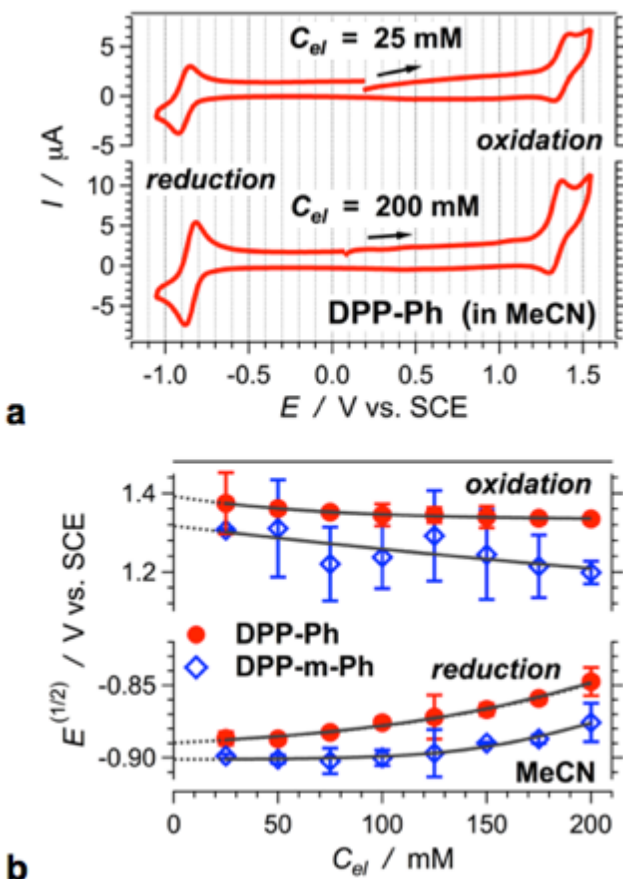 C_el = 25 mM
oxidation
5
0
-5
I / μA
reduction
C_el = 200 mM
10
5
0
-5
DPP-Ph (in MeCN)
-1.0 -0.5 0.0 0.5 1.0 1.5
E / V vs. SCE
a
oxidation
1.4
1.2
E^(1/2) / V vs. SCE
DPP-Ph
DPP-m-Ph
reduction
-0.85
-0.90
MeCN
0 50 100 150 200
C_el / mM
b